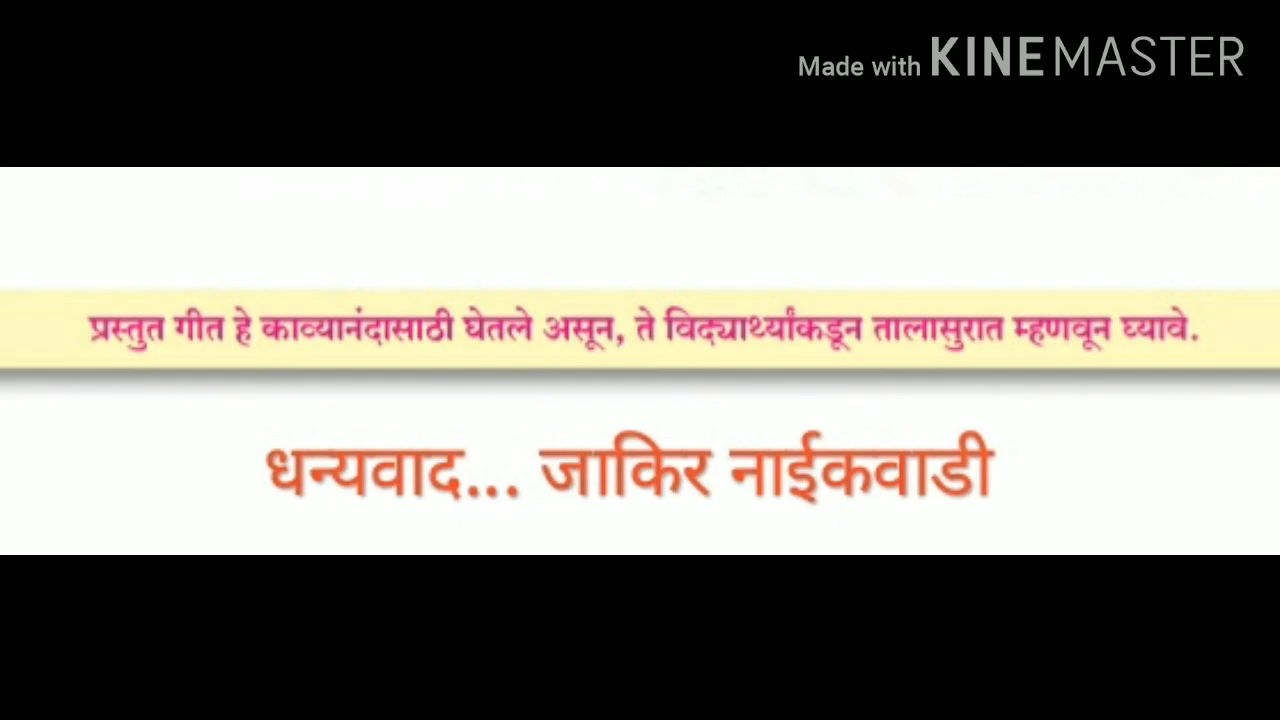 Made with KINEMASTER
प्रस्तुत गीत हे काव्यानंदासाठी घेतले असून, ते विद्यार्थ्यांकडून तालासुरात म्हणवून घ्यावे.
धन्यवाद... जाकिर नाईकवाडी